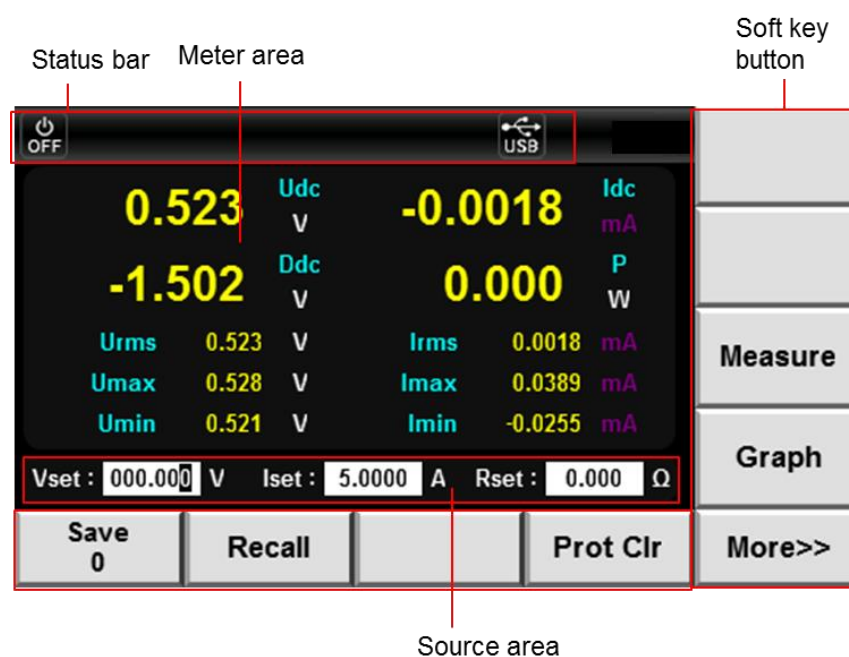 Status bar
Meter area
Soft key
button
OFF
USB
0.523 Udc V
-0.0018 Idc mA
-1.502 Ddc V
0.000 P W
Urms 0.523 V
Irms 0.0018 mA
Umax 0.528 V
Imax 0.0389 mA
Umin 0.521 V
Imin -0.0255 mA
Measure
Graph
Vset : 000.000 V Iset : 5.0000 A Rset : 0.000 Ω
Save
0
Recall
Prot Clr
More>>
Source area